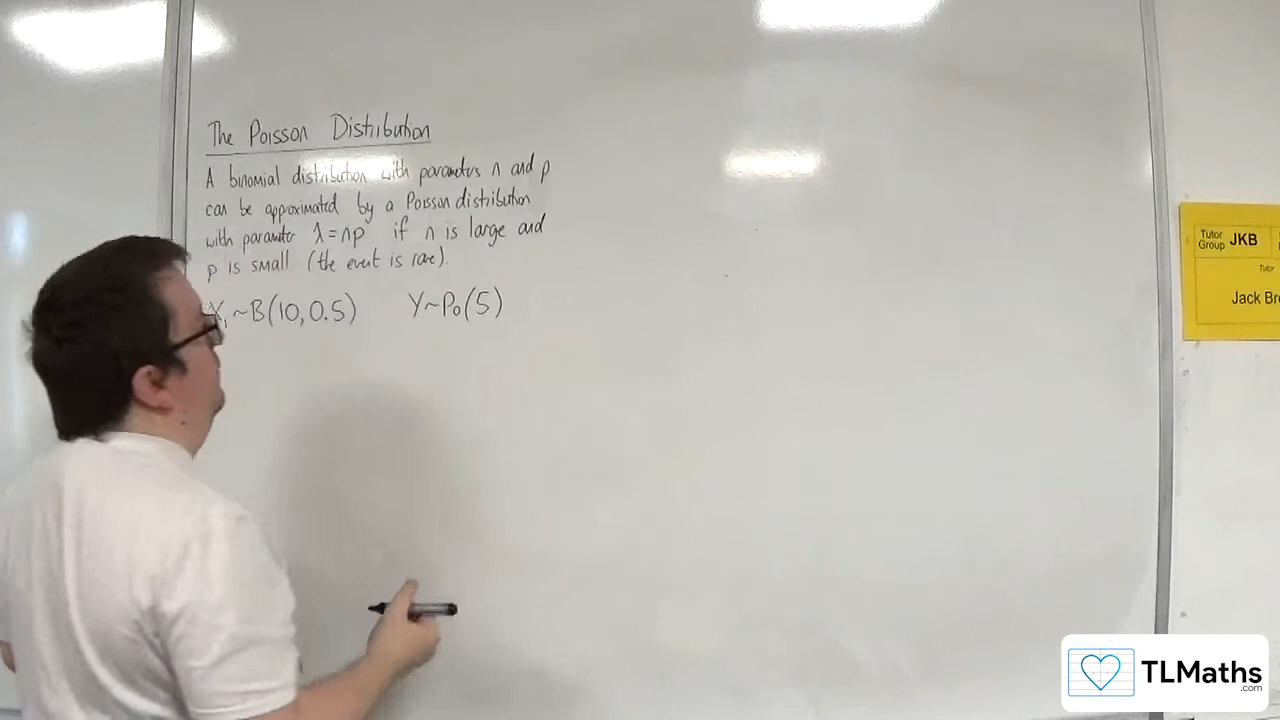 The Poisson Distribution
A binomial distribution with parameters n and p
can be approximated by a Poisson distribution
with parameter λ=np if n is large and
p is small (the event is rare).
X₁~B(10,0.5) Y~Po(5)
Tutor Group JKB
Tutor
Jack Br
TLMaths
.com